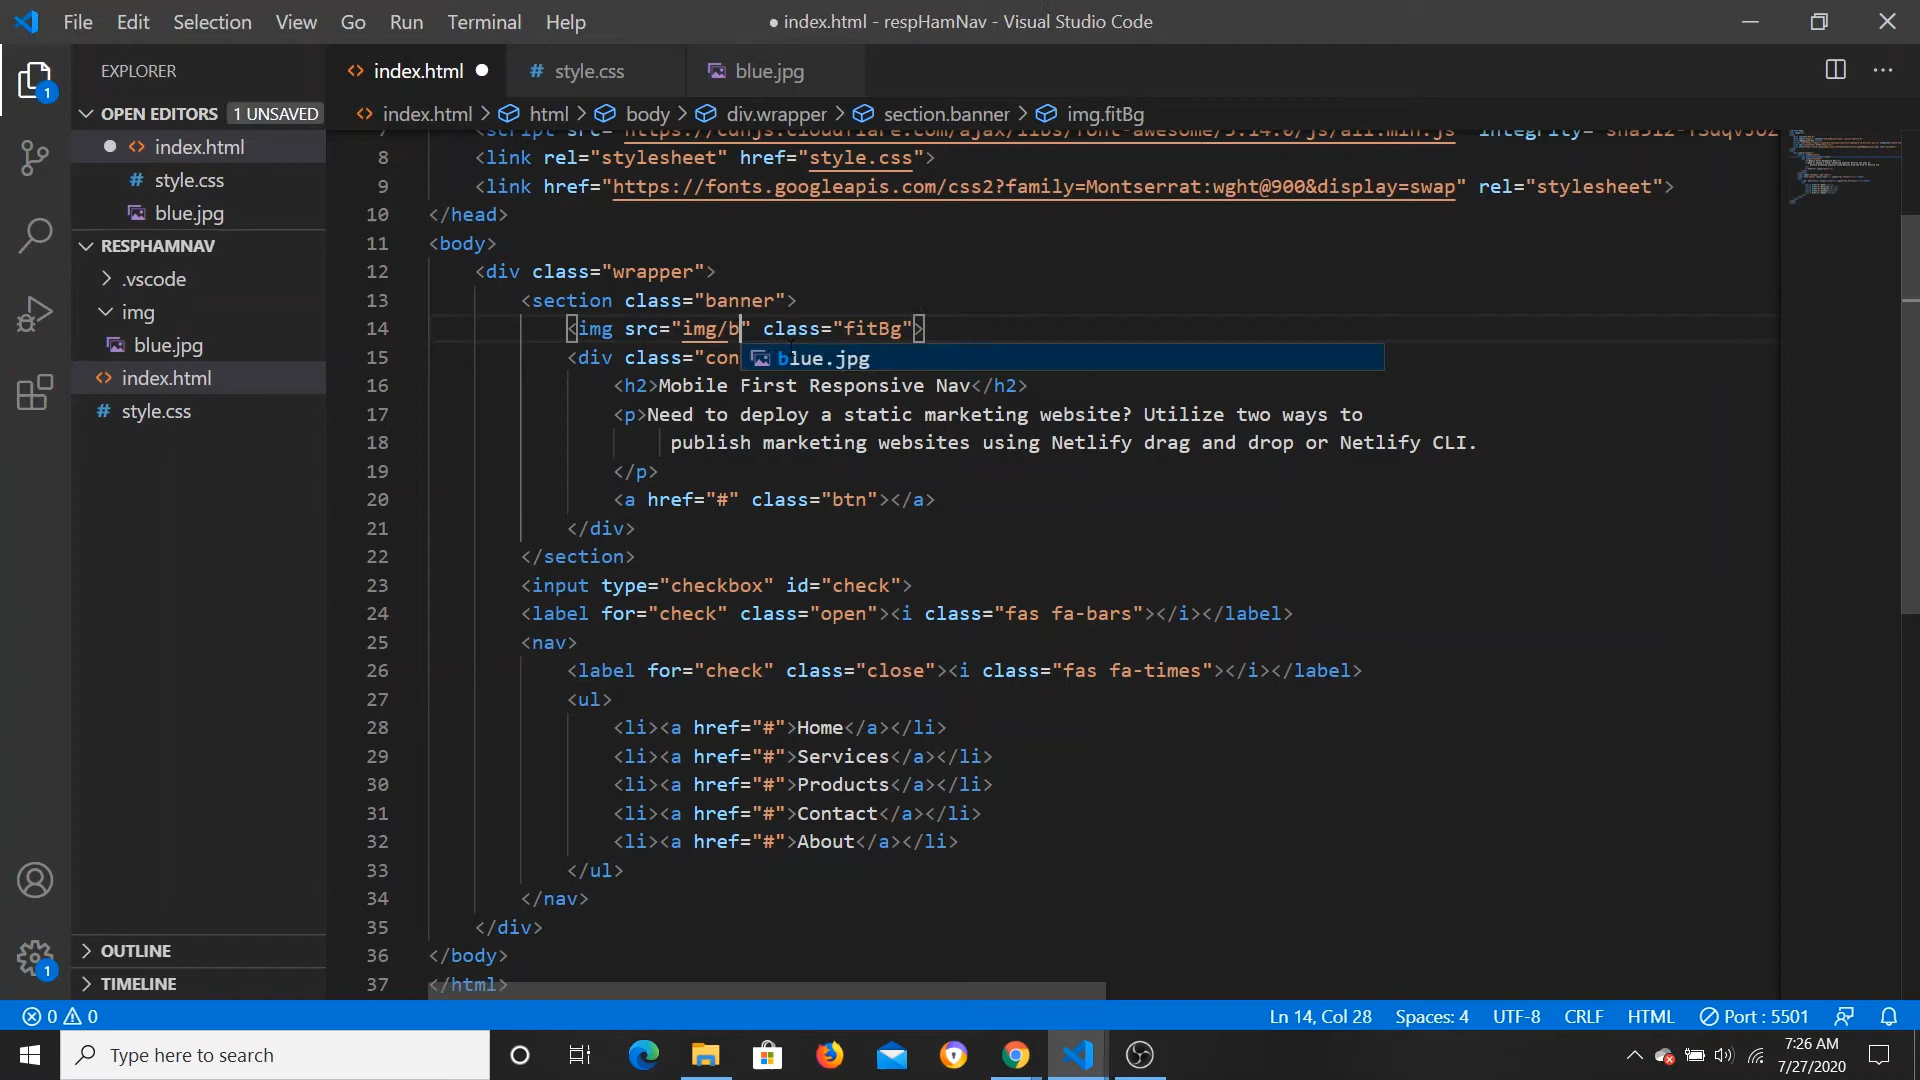 File Edit Selection View Go Run Terminal Help
● index.html - respHamNav - Visual Studio Code
EXPLORER
OPEN EDITORS 1 UNSAVED
index.html
style.css
blue.jpg
RESPHAMNAV
.vscode
img
blue.jpg
index.html
style.css
OUTLINE
TIMELINE
1
1
index.html ● # style.css blue.jpg
index.html > html > body > div.wrapper > section.banner > img.fitBg
8 <link rel="stylesheet" href="style.css">
9 <link href="https://fonts.googleapis.com/css2?family=Montserrat:wght@900&display=swap" rel="stylesheet">
10 </head>
11 <body>
12 <div class="wrapper">
13 <section class="banner">
14 <img src="img/b" class="fitBg">
15 <div class="con
blue.jpg
16 <h2>Mobile First Responsive Nav</h2>
17 <p>Need to deploy a static marketing website? Utilize two ways to
18 publish marketing websites using Netlify drag and drop or Netlify CLI.
19 </p>
20 <a href="#" class="btn"></a>
21 </div>
22 </section>
23 <input type="checkbox" id="check">
24 <label for="check" class="open"><i class="fas fa-bars"></i></label>
25 <nav>
26 <label for="check" class="close"><i class="fas fa-times"></i></label>
27 <ul>
28 <li><a href="#">Home</a></li>
29 <li><a href="#">Services</a></li>
30 <li><a href="#">Products</a></li>
31 <li><a href="#">Contact</a></li>
32 <li><a href="#">About</a></li>
33 </ul>
34 </nav>
35 </div>
36 </body>
37 </html>
0 0 Ln 14, Col 28 Spaces: 4 UTF-8 CRLF HTML Port : 5501
Type here to search
7:26 AM
7/27/2020